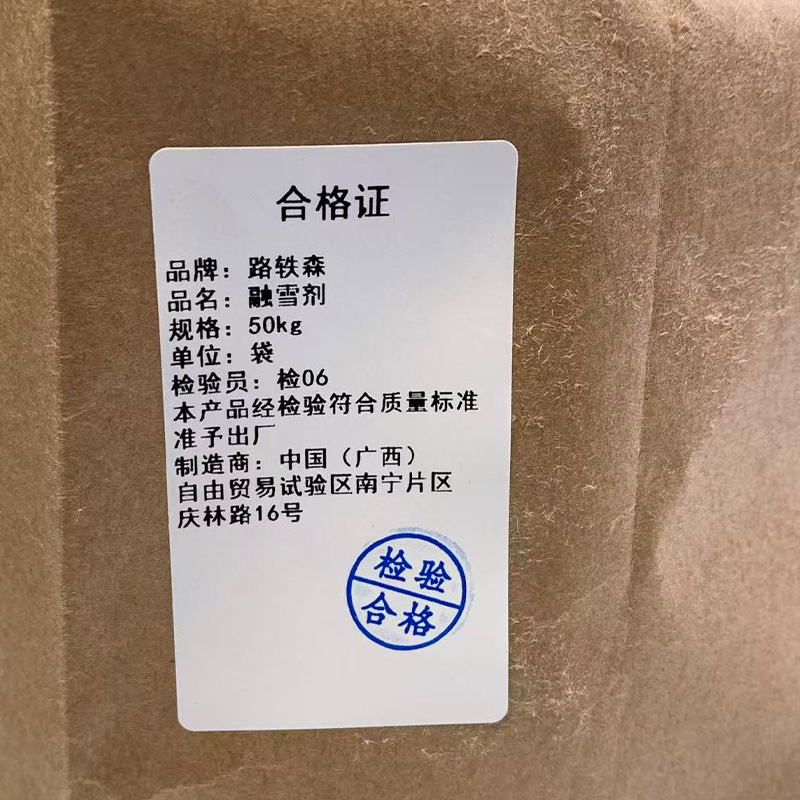 合格证
品牌：路轶森
品名：融雪剂
规格：50kg
单位：袋
检验员：检06
本产品经检验符合质量标准
准予出厂
制造商：中国（广西）
自由贸易试验区南宁片区
庆林路16号
检验
合格